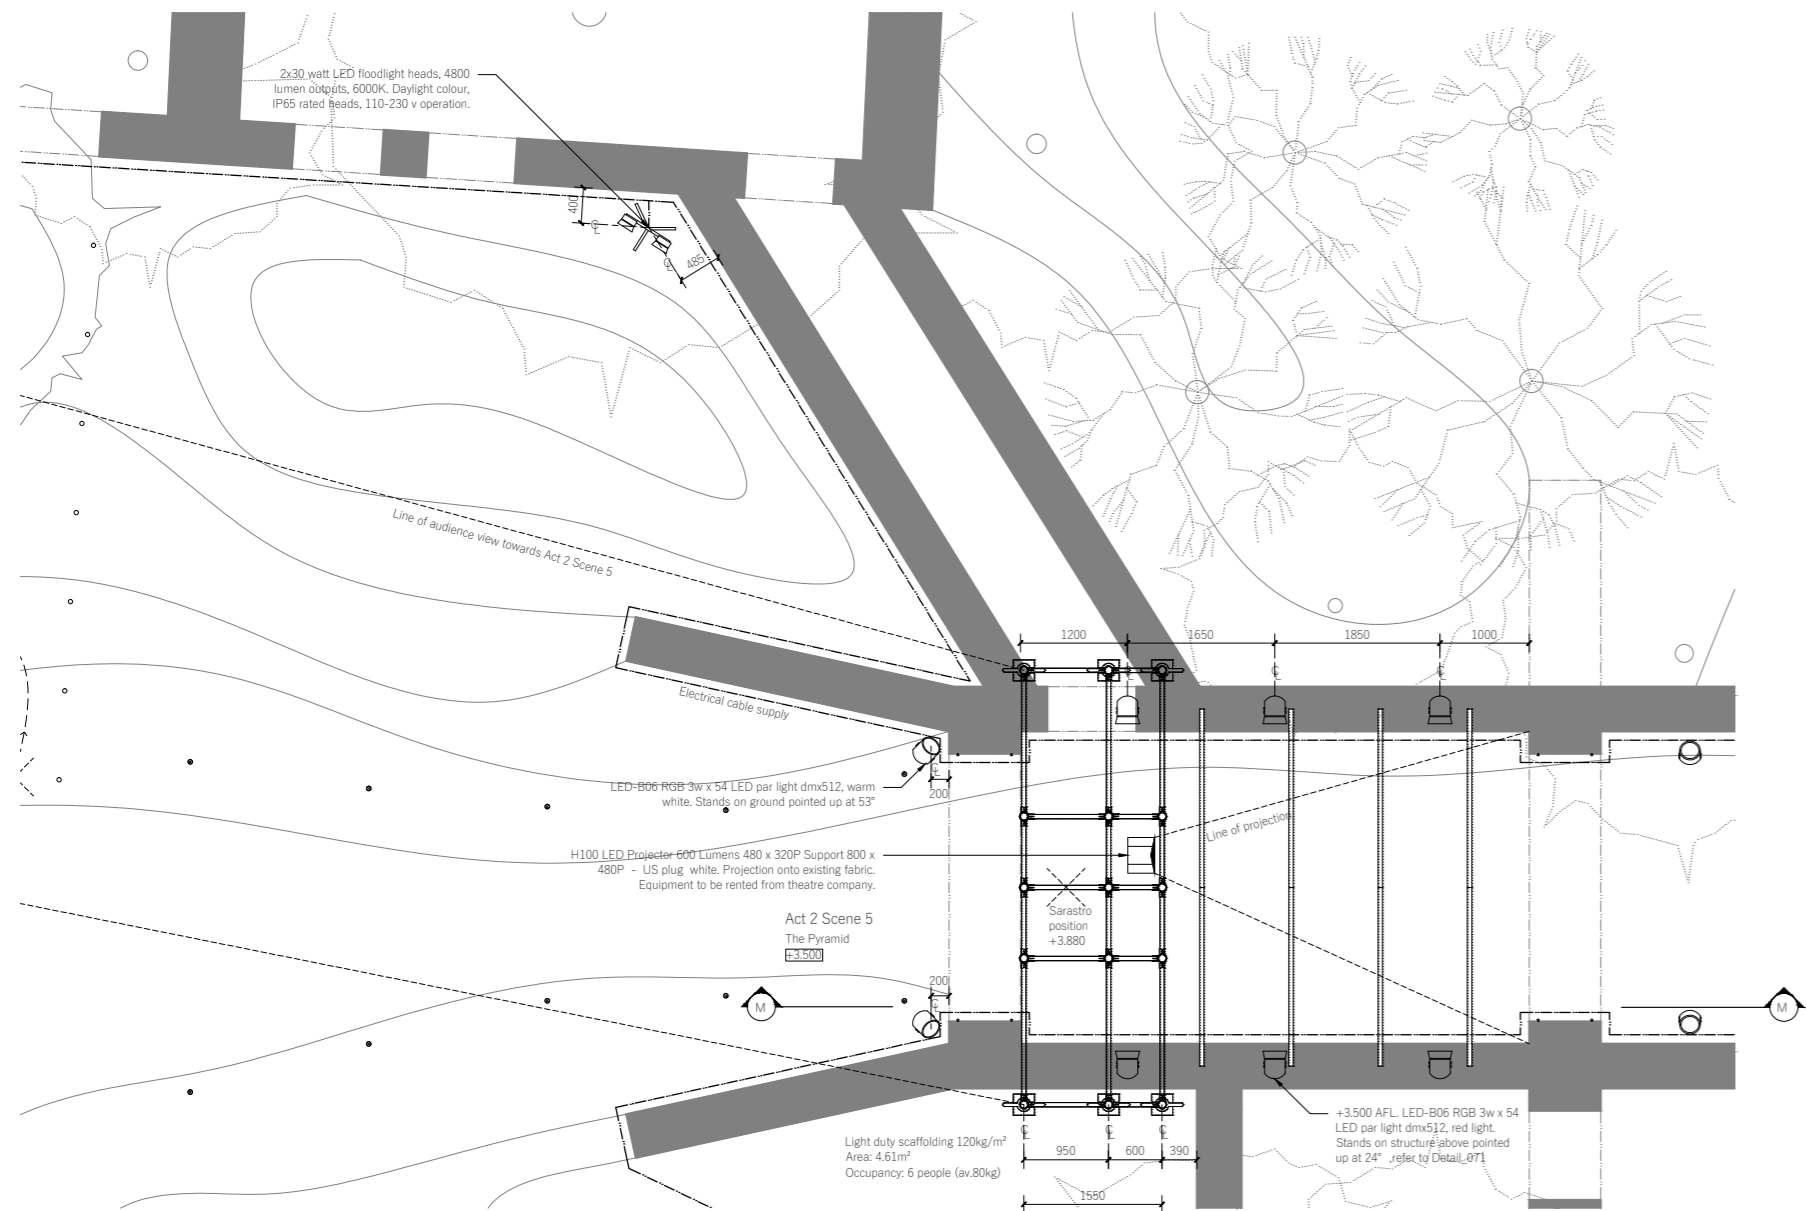 2x30 watt LED floodlight heads, 4800
lumen outputs, 6000K. Daylight colour,
IP65 rated heads, 110-230 v operation.
400
℄
℄
485
Line of audience view towards Act 2 Scene 5
1200
1650
1850
1000
℄
℄
Electrical cable supply
℄
LED-B06 RGB 3w x 54 LED par light dmx512, warm
white. Stands on ground pointed up at 53°
200
Line of projection
H100 LED Projector 600 Lumens 480 x 320P Support 800 x
480P - US plug white. Projection onto existing fabric.
Equipment to be rented from theatre company.
Sarastro
position
+3.880
Act 2 Scene 5
The Pyramid
+3.500
200
℄
M
M
+3.500 AFL. LED-B06 RGB 3w x 54
LED par light dmx512, red light.
Stands on structure above pointed
up at 24° ,refer to Detail_071
℄
℄
℄
Light duty scaffolding 120kg/m²
Area: 4.61m²
Occupancy: 6 people (av.80kg)
950
600
390
1550